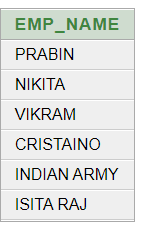 EMP_NAME
PRABIN
NIKITA
VIKRAM
CRISTAINO
INDIAN ARMY
ISITA RAJ